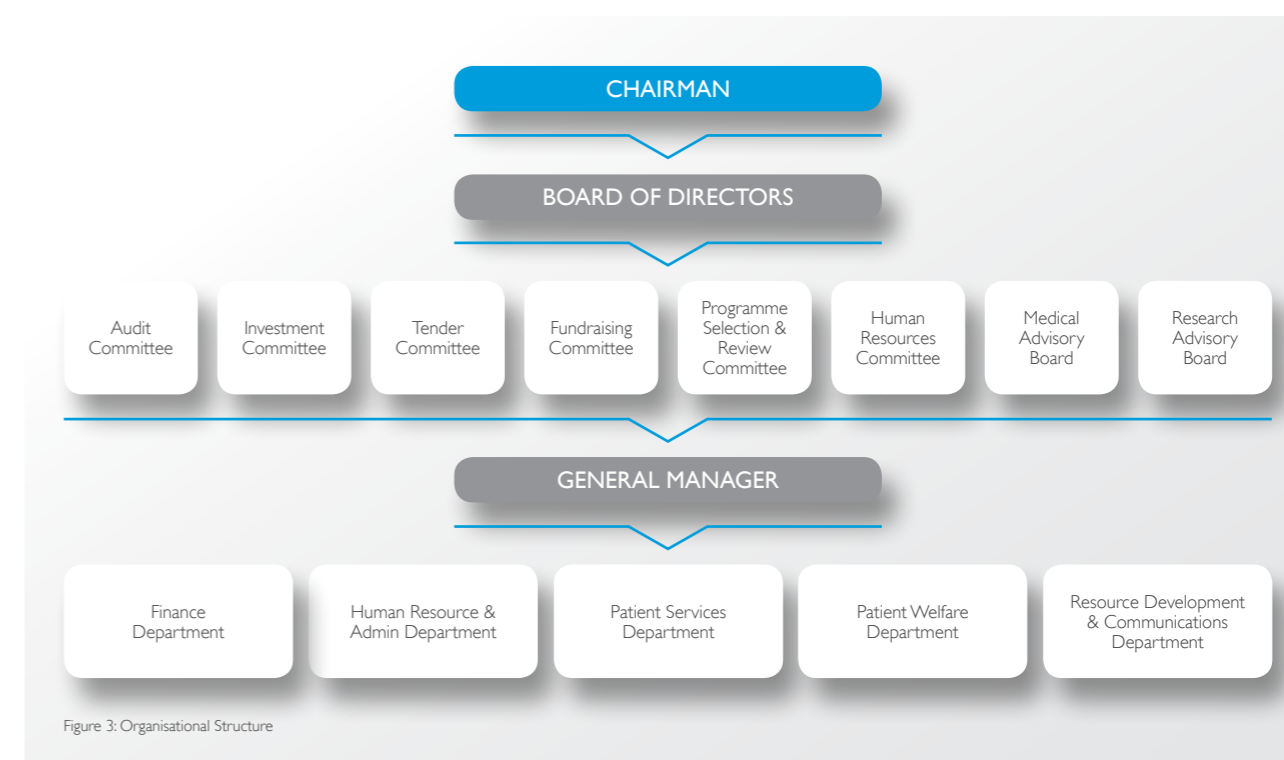 CHAIRMAN
BOARD OF DIRECTORS
Audit
Committee
Investment
Committee
Tender
Committee
Fundraising
Committee
Programme
Selection &
Review
Committee
Human
Resources
Committee
Medical
Advisory
Board
Research
Advisory
Board
GENERAL MANAGER
Finance
Department
Human Resource &
Admin Department
Patient Services
Department
Patient Welfare
Department
Resource Development
& Communications
Department
Figure 3: Organisational Structure